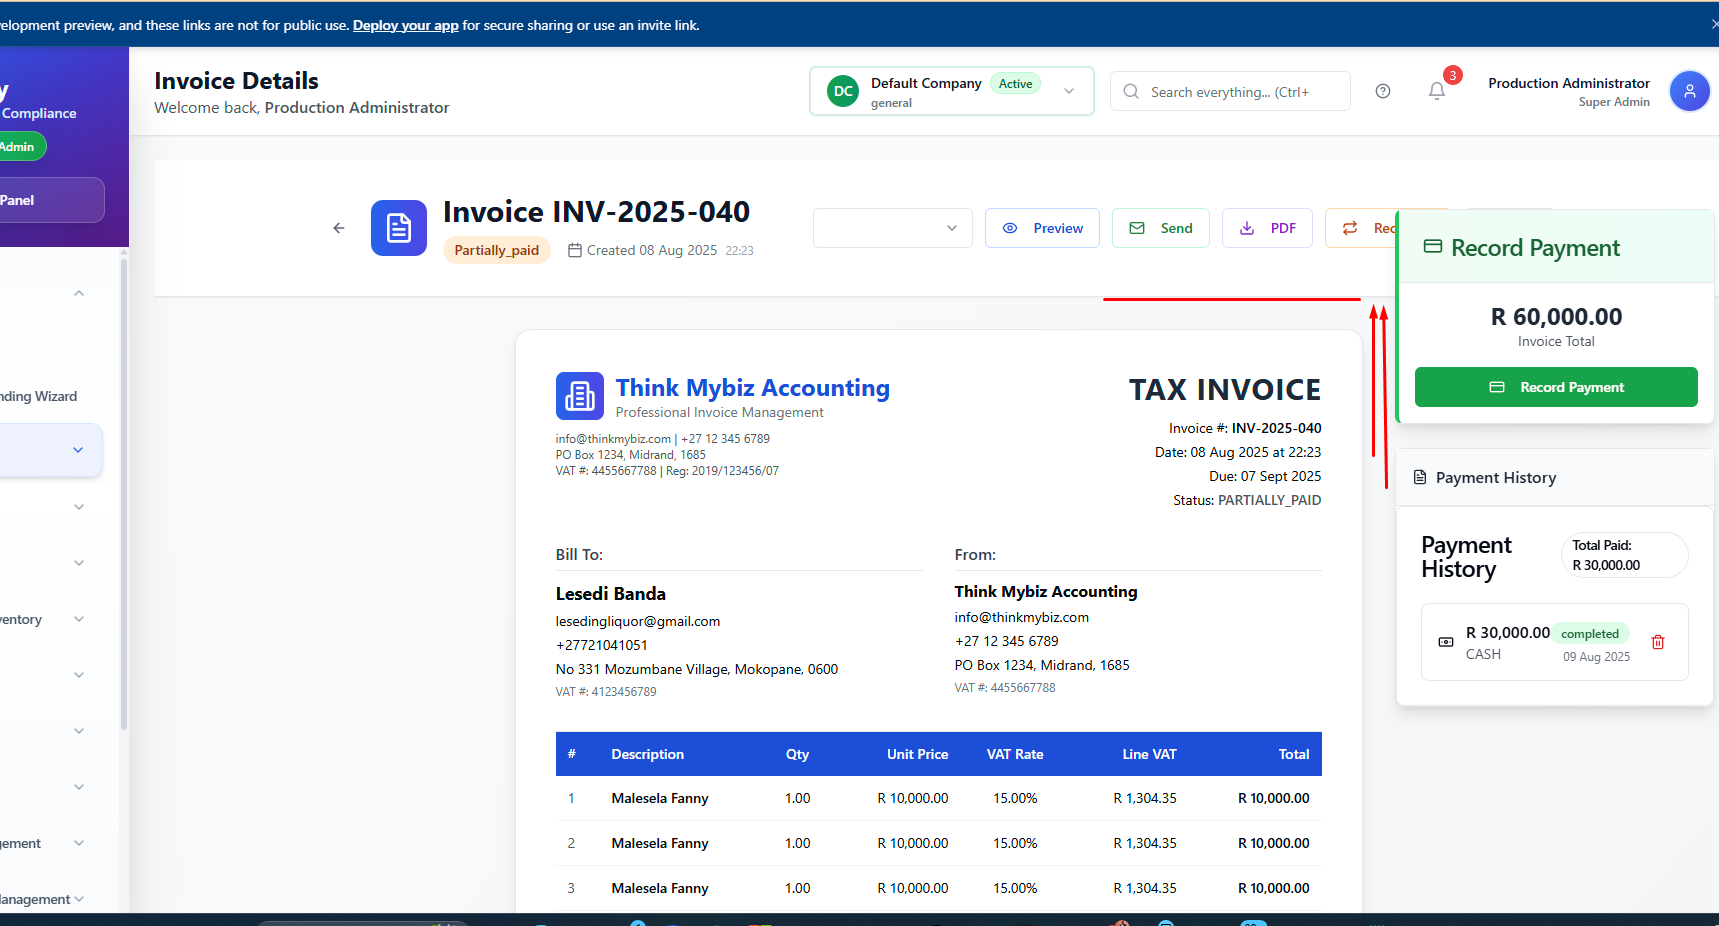 velopment preview, and these links are not for public use. Deploy your app for secure sharing or use an invite link.
y
Compliance
Admin
Panel
nding Wizard
ventory
gement
Management
Invoice Details
Welcome back, Production Administrator
DC
Default Company
Active
general
Search everything... (Ctrl+
3
Production Administrator
Super Admin
Invoice INV-2025-040
Partially_paid
Created 08 Aug 2025
22:23
Preview
Send
PDF
Rec
Think Mybiz Accounting
Professional Invoice Management
info@thinkmybiz.com | +27 12 345 6789
PO Box 1234, Midrand, 1685
VAT #: 4455667788 | Reg: 2019/123456/07
TAX INVOICE
Invoice #: INV-2025-040
Date: 08 Aug 2025 at 22:23
Due: 07 Sept 2025
Status: PARTIALLY_PAID
Bill To:
Lesedi Banda
lesedingliquor@gmail.com
+27721041051
No 331 Mozumbane Village, Mokopane, 0600
VAT #: 4123456789
From:
Think Mybiz Accounting
info@thinkmybiz.com
+27 12 345 6789
PO Box 1234, Midrand, 1685
VAT #: 4455667788
# Description Qty Unit Price VAT Rate Line VAT Total
1 Malesela Fanny 1.00 R 10,000.00 15.00% R 1,304.35 R 10,000.00
2 Malesela Fanny 1.00 R 10,000.00 15.00% R 1,304.35 R 10,000.00
3 Malesela Fanny 1.00 R 10,000.00 15.00% R 1,304.35 R 10,000.00
Record Payment
R 60,000.00
Invoice Total
Record Payment
Payment History
Payment
History
Total Paid:
R 30,000.00
R 30,000.00
completed
CASH
09 Aug 2025